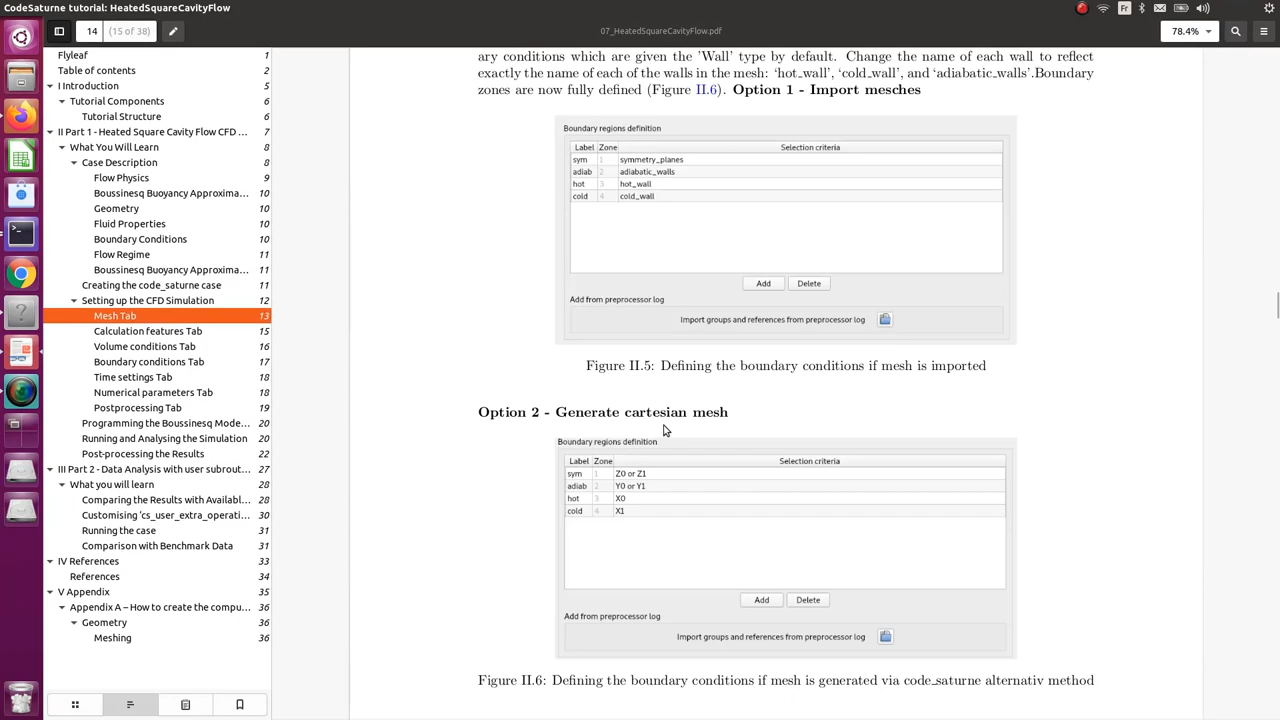 CodeSaturne tutorial: HeatedSquareCavityFlow
Fr
14 (15 of 38)
07_HeatedSquareCavityFlow.pdf
78.4%
Flyleaf 1
Table of contents 2
I Introduction 5
Tutorial Components 6
Tutorial Structure 6
II Part 1 - Heated Square Cavity Flow CFD ... 7
What You Will Learn 8
Case Description 8
Flow Physics 9
Boussinesq Buoyancy Approxima... 10
Geometry 10
Fluid Properties 10
Boundary Conditions 10
Flow Regime 11
Boussinesq Buoyancy Approxima... 11
Creating the code_saturne case 11
Setting up the CFD Simulation 12
Mesh Tab 13
Calculation features Tab 15
Volume conditions Tab 16
Boundary conditions Tab 17
Time settings Tab 18
Numerical parameters Tab 18
Postprocessing Tab 19
Programming the Boussinesq Mode... 20
Running and Analysing the Simulation 20
Post-processing the Results 22
III Part 2 - Data Analysis with user subrout... 27
What you will learn 28
Comparing the Results with Availabl... 28
Customising 'cs_user_extra_operati... 30
Running the case 31
Comparison with Benchmark Data 31
IV References 33
References 34
V Appendix 35
Appendix A – How to create the compu... 36
Geometry 36
Meshing 36
ary conditions which are given the 'Wall' type by default. Change the name of each wall to reflect
exactly the name of each of the walls in the mesh: 'hot_wall', 'cold_wall', and 'adiabatic_walls'.Boundary
zones are now fully defined (Figure II.6). Option 1 - Import mesches
Boundary regions definition
Label Zone Selection criteria
sym 1 symmetry_planes
adiab 2 adiabatic_walls
hot 3 hot_wall
cold 4 cold_wall
Add Delete
Add from preprocessor log
Import groups and references from preprocessor log
Figure II.5: Defining the boundary conditions if mesh is imported
Option 2 - Generate cartesian mesh
Boundary regions definition
Label Zone Selection criteria
sym 1 Z0 or Z1
adiab 2 Y0 or Y1
hot 3 X0
cold 4 X1
Add Delete
Add from preprocessor log
Import groups and references from preprocessor log
Figure II.6: Defining the boundary conditions if mesh is generated via code_saturne alternativ method